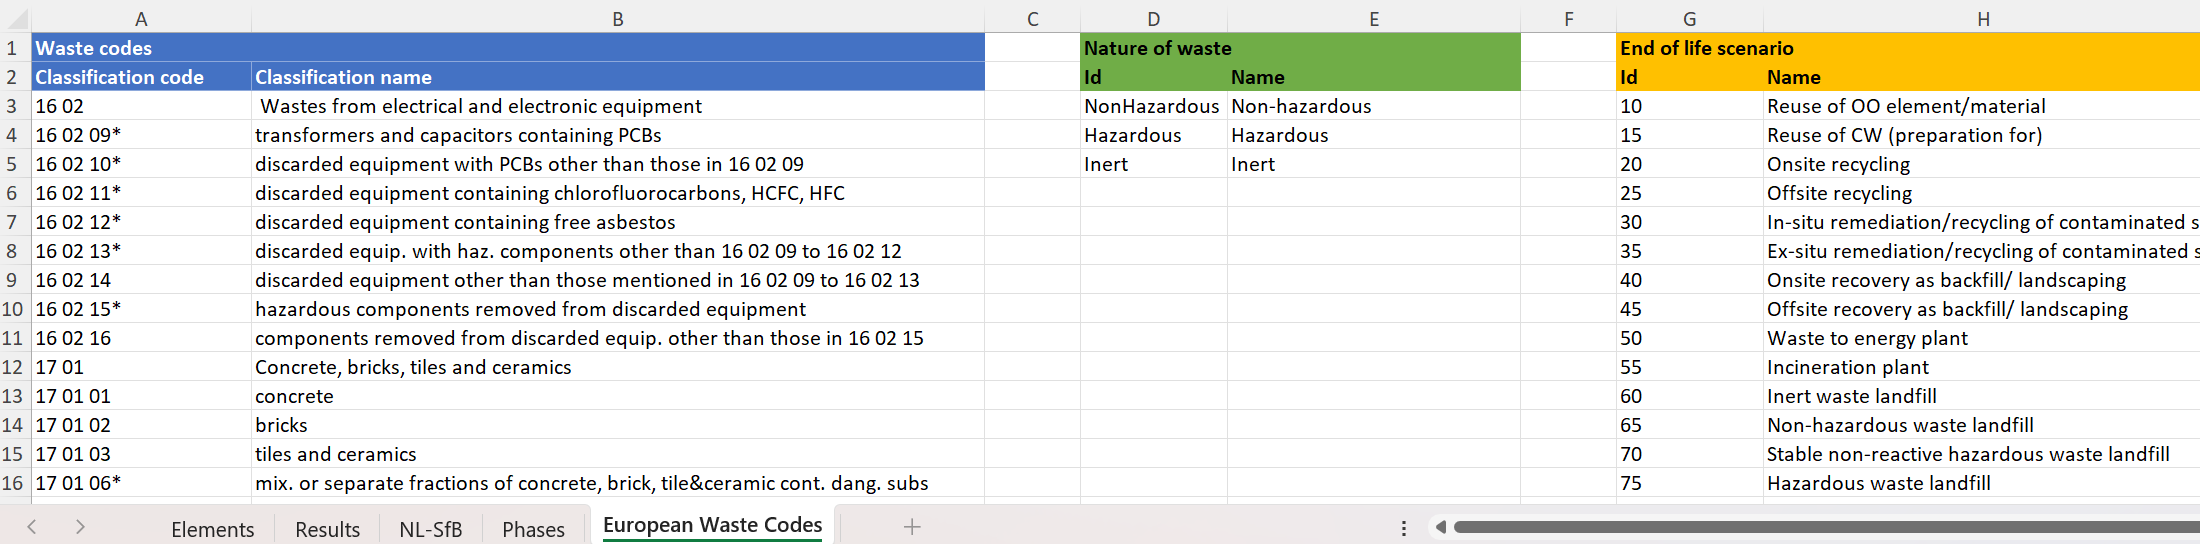 A B C D E F G H
1 Waste codes Nature of waste End of life scenario
2 Classification code Classification name Id Name Id Name
3 16 02 Wastes from electrical and electronic equipment NonHazardous Non-hazardous 10 Reuse of OO element/material
4 16 02 09* transformers and capacitors containing PCBs Hazardous Hazardous 15 Reuse of CW (preparation for)
5 16 02 10* discarded equipment with PCBs other than those in 16 02 09 Inert Inert 20 Onsite recycling
6 16 02 11* discarded equipment containing chlorofluorocarbons, HCFC, HFC 25 Offsite recycling
7 16 02 12* discarded equipment containing free asbestos 30 In-situ remediation/recycling of contaminated s
8 16 02 13* discarded equip. with haz. components other than 16 02 09 to 16 02 12 35 Ex-situ remediation/recycling of contaminated s
9 16 02 14 discarded equipment other than those mentioned in 16 02 09 to 16 02 13 40 Onsite recovery as backfill/ landscaping
10 16 02 15* hazardous components removed from discarded equipment 45 Offsite recovery as backfill/ landscaping
11 16 02 16 components removed from discarded equip. other than those in 16 02 15 50 Waste to energy plant
12 17 01 Concrete, bricks, tiles and ceramics 55 Incineration plant
13 17 01 01 concrete 60 Inert waste landfill
14 17 01 02 bricks 65 Non-hazardous waste landfill
15 17 01 03 tiles and ceramics 70 Stable non-reactive hazardous waste landfill
16 17 01 06* mix. or separate fractions of concrete, brick, tile&ceramic cont. dang. subs 75 Hazardous waste landfill
Elements Results NL-SfB Phases European Waste Codes